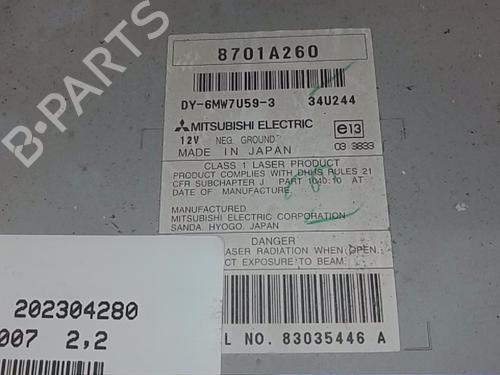 B-PARTS
8701A260
DY-6MW7U59-3 34U244
MITSUBISHI ELECTRIC
12V NEG. GROUND
e13
MADE IN JAPAN
03 3833
CLASS 1 LASER PRODUCT
PRODUCT COMPLIES WITH DHHS RULES 21
CFR SUBCHAPTER J PART 1040.10 AT
DATE OF MANUFACTURE.
MANUFACTURED
MITSUBISHI ELECTRIC CORPORATION
SANDA, HYOGO, JAPAN
DANGER
LASER RADIATION WHEN OPEN.
EXPOSURE TO BEAM.
L NO. 83035446 A
202304280
007 2,2